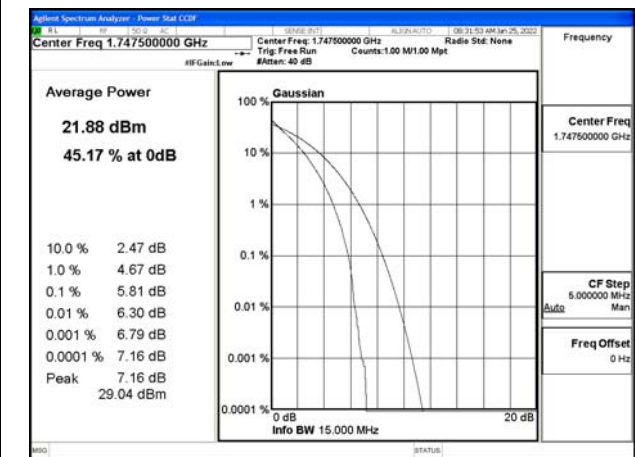 Agilent Spectrum Analyzer - Power Stat CCDF
RL RF 50 Ω AC SENSE:INT ALIGN AUTO 08:31:53 AM Jan 25, 2022
Center Freq 1.747500000 GHz
Center Freq: 1.747500000 GHz Radio Std: None
Trig: Free Run Counts:1.00 M/1.00 Mpt
#IFGain:Low #Atten: 40 dB
Frequency
Average Power
21.88 dBm
45.17 % at 0dB
10.0 % 2.47 dB
1.0 % 4.67 dB
0.1 % 5.81 dB
0.01 % 6.30 dB
0.001 % 6.79 dB
0.0001 % 7.16 dB
Peak 7.16 dB
29.04 dBm
Gaussian
100 %
10 %
1 %
0.1 %
0.01 %
0.001 %
0.0001 %
0 dB 20 dB
Info BW 15.000 MHz
Center Freq
1.747500000 GHz
CF Step
5.000000 MHz
Auto Man
Freq Offset
0 Hz
MSG STATUS